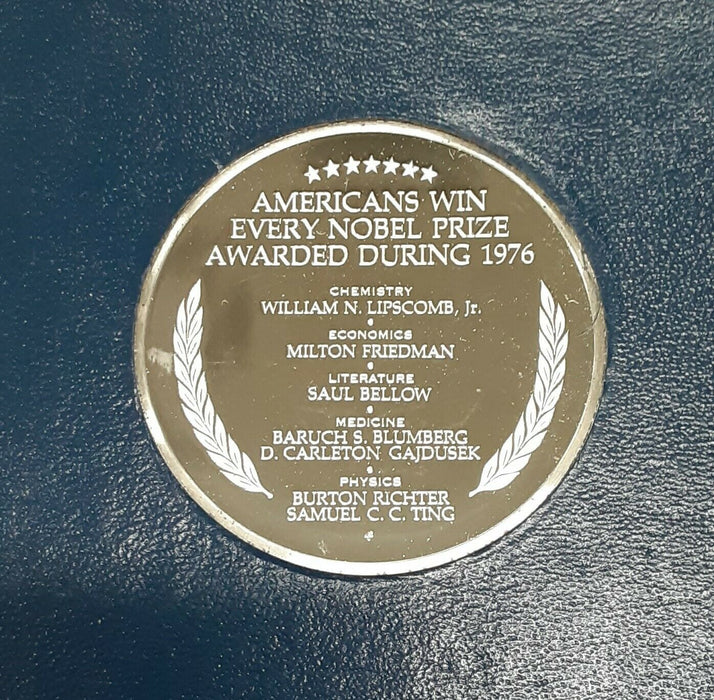 AMERICANS WIN
EVERY NOBEL PRIZE
AWARDED DURING 1976
CHEMISTRY
WILLIAM N. LIPSCOMB, Jr.
ECONOMICS
MILTON FRIEDMAN
LITERATURE
SAUL BELLOW
MEDICINE
BARUCH S. BLUMBERG
D. CARLETON GAJDUSEK
PHYSICS
BURTON RICHTER
SAMUEL C. C. TING